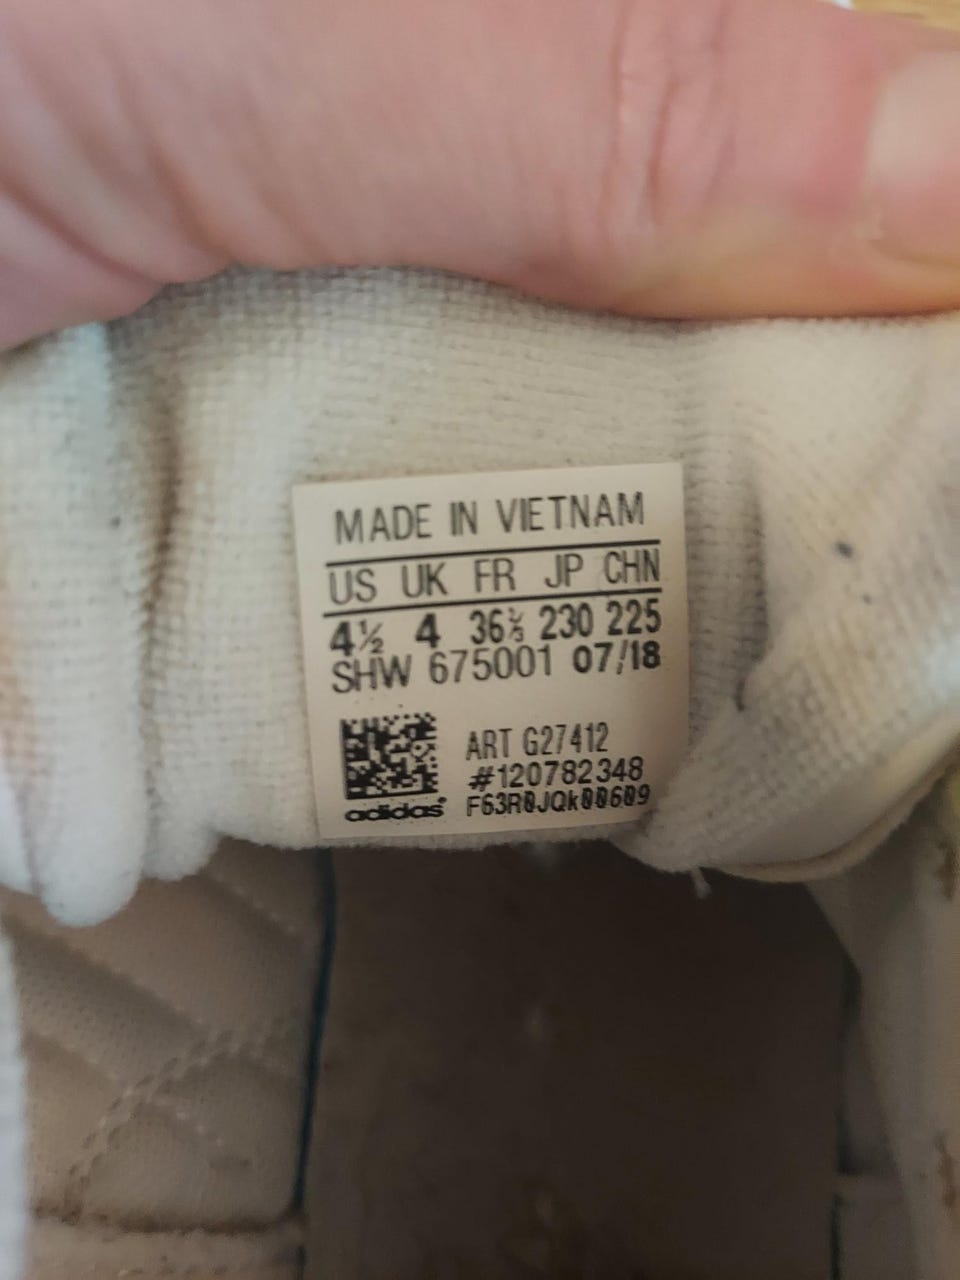 MADE IN VIETNAM
US UK FR JP CHN
4½ 4 36⅔ 230 225
SHW 675001 07/18
ART G27412
#120782348
adidas F63R0JQk00609